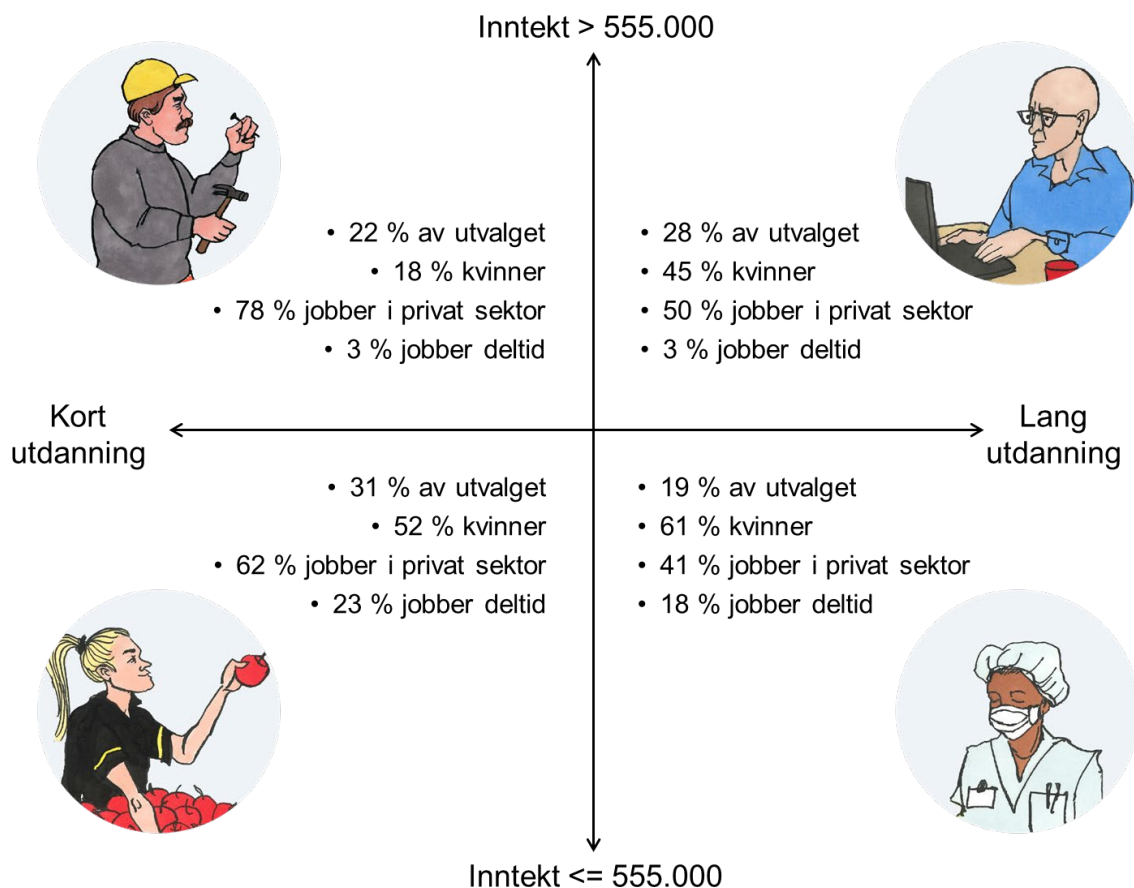 Inntekt > 555.000
• 22 % av utvalget
• 18 % kvinner
• 78 % jobber i privat sektor
• 3 % jobber deltid
• 28 % av utvalget
• 45 % kvinner
• 50 % jobber i privat sektor
• 3 % jobber deltid
Kort
utdanning
Lang
utdanning
• 31 % av utvalget
• 52 % kvinner
• 62 % jobber i privat sektor
• 23 % jobber deltid
• 19 % av utvalget
• 61 % kvinner
• 41 % jobber i privat sektor
• 18 % jobber deltid
Inntekt <= 555.000